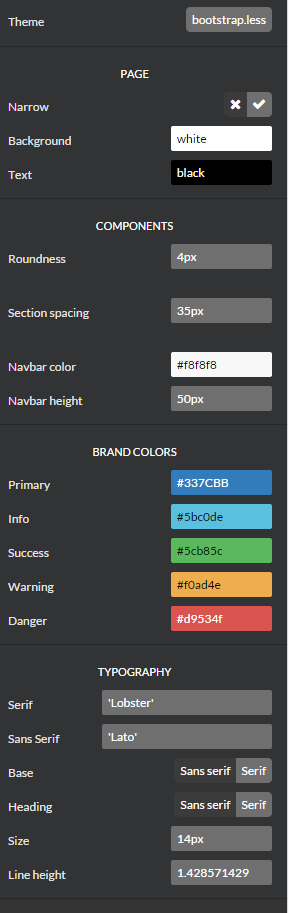 Theme bootstrap.less
PAGE
Narrow
Background white
Text black
COMPONENTS
Roundness 4px
Section spacing 35px
Navbar color #f8f8f8
Navbar height 50px
BRAND COLORS
Primary #337CBB
Info #5bc0de
Success #5cb85c
Warning #f0ad4e
Danger #d9534f
TYPOGRAPHY
Serif 'Lobster'
Sans Serif 'Lato'
Base Sans serif Serif
Heading Sans serif Serif
Size 14px
Line height 1.428571429